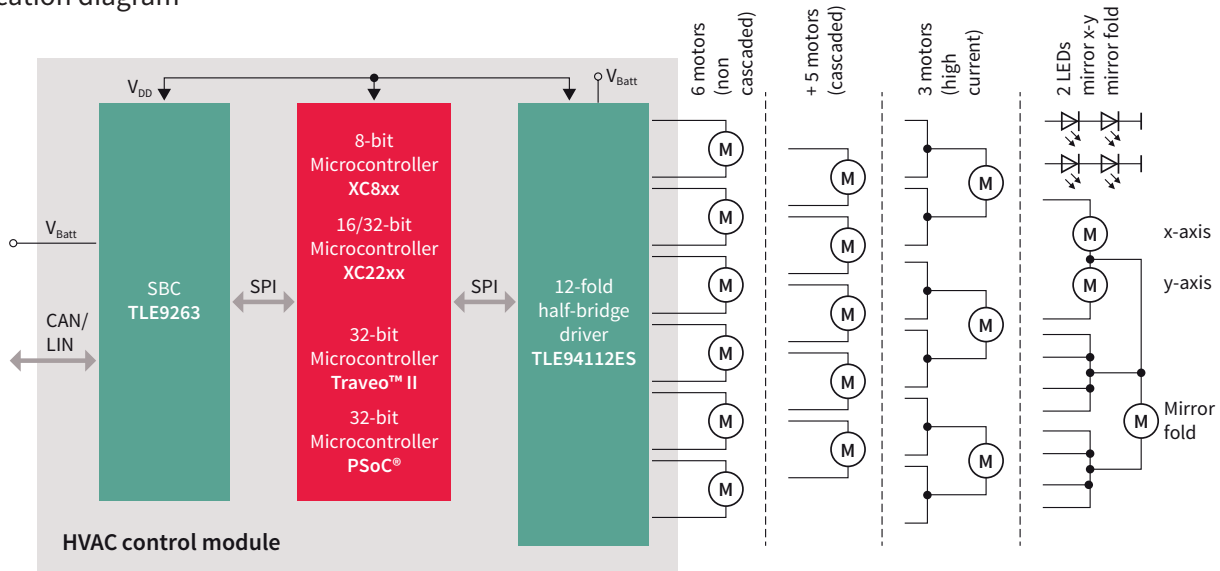 cation diagram
V_DD
V_Batt
V_Batt
CAN/
LIN
SBC
TLE9263
SPI
8-bit
Microcontroller
XC8xx
16/32-bit
Microcontroller
XC22xx
32-bit
Microcontroller
Traveo™ II
32-bit
Microcontroller
PSoC®
SPI
12-fold
half-bridge
driver
TLE94112ES
HVAC control module
6 motors
(non
cascaded)
M
M
M
M
M
M
+ 5 motors
(cascaded)
M
M
M
M
M
3 motors
(high
current)
M
M
M
2 LEDs
mirror x-y
mirror fold
M
x-axis
M
y-axis
M
Mirror
fold